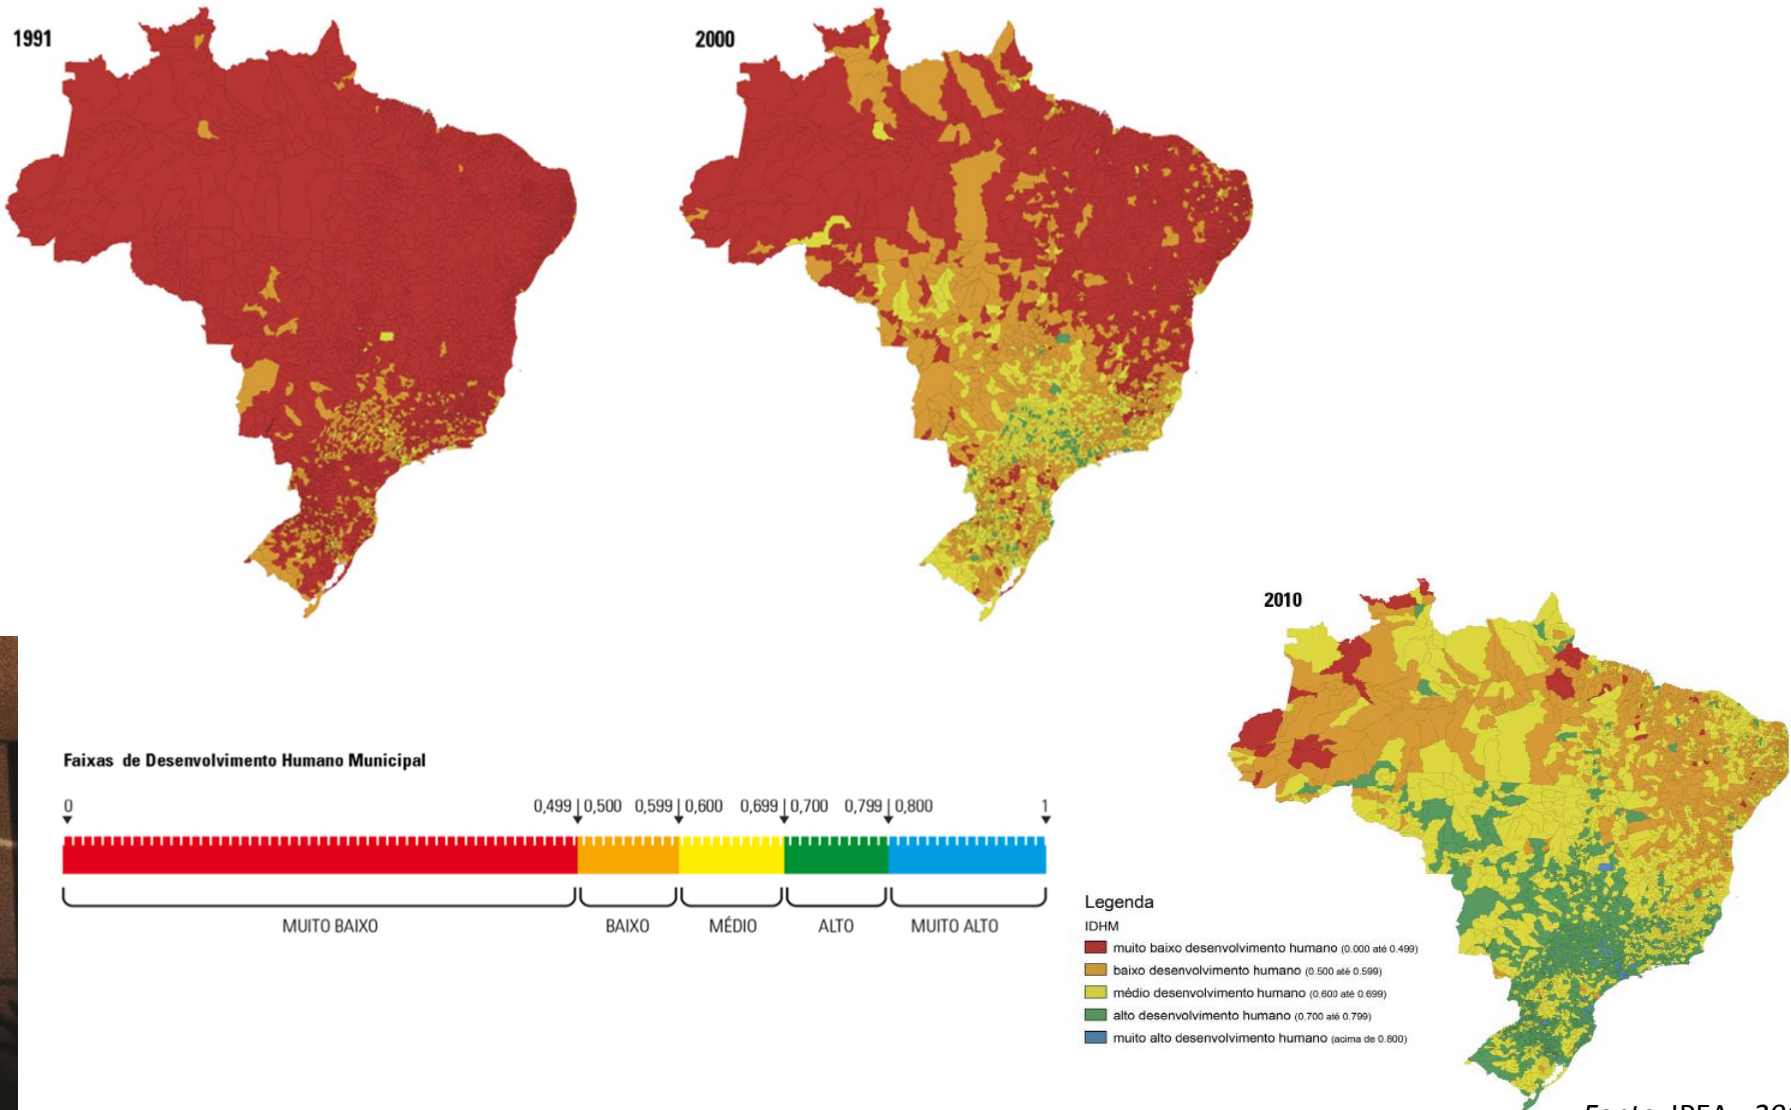 1991
2000
2010
Faixas de Desenvolvimento Humano Municipal
0 0,499 0,500 0,599 0,600 0,699 0,700 0,799 0,800 1
MUITO BAIXO BAIXO MÉDIO ALTO MUITO ALTO
Legenda
IDHM
muito baixo desenvolvimento humano (0.000 até 0.499)
baixo desenvolvimento humano (0.500 até 0.599)
médio desenvolvimento humano (0.600 até 0.699)
alto desenvolvimento humano (0.700 até 0.799)
muito alto desenvolvimento humano (acima de 0.800)